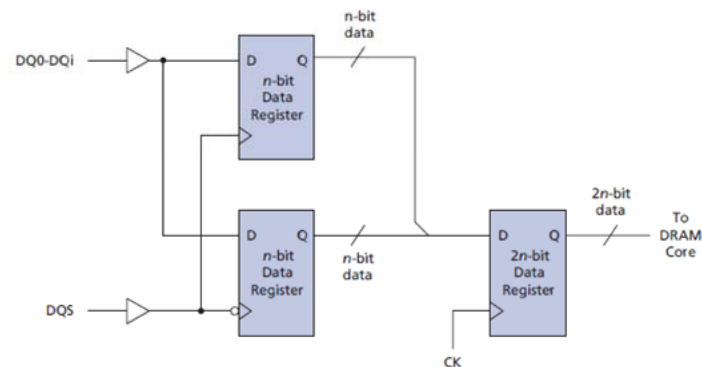 DQ0-DQi
D Q
n-bit
Data
Register
n-bit
data
D Q
n-bit
Data
Register
n-bit
data
DQS
D Q
2n-bit
Data
Register
CK
2n-bit
data
To
DRAM
Core